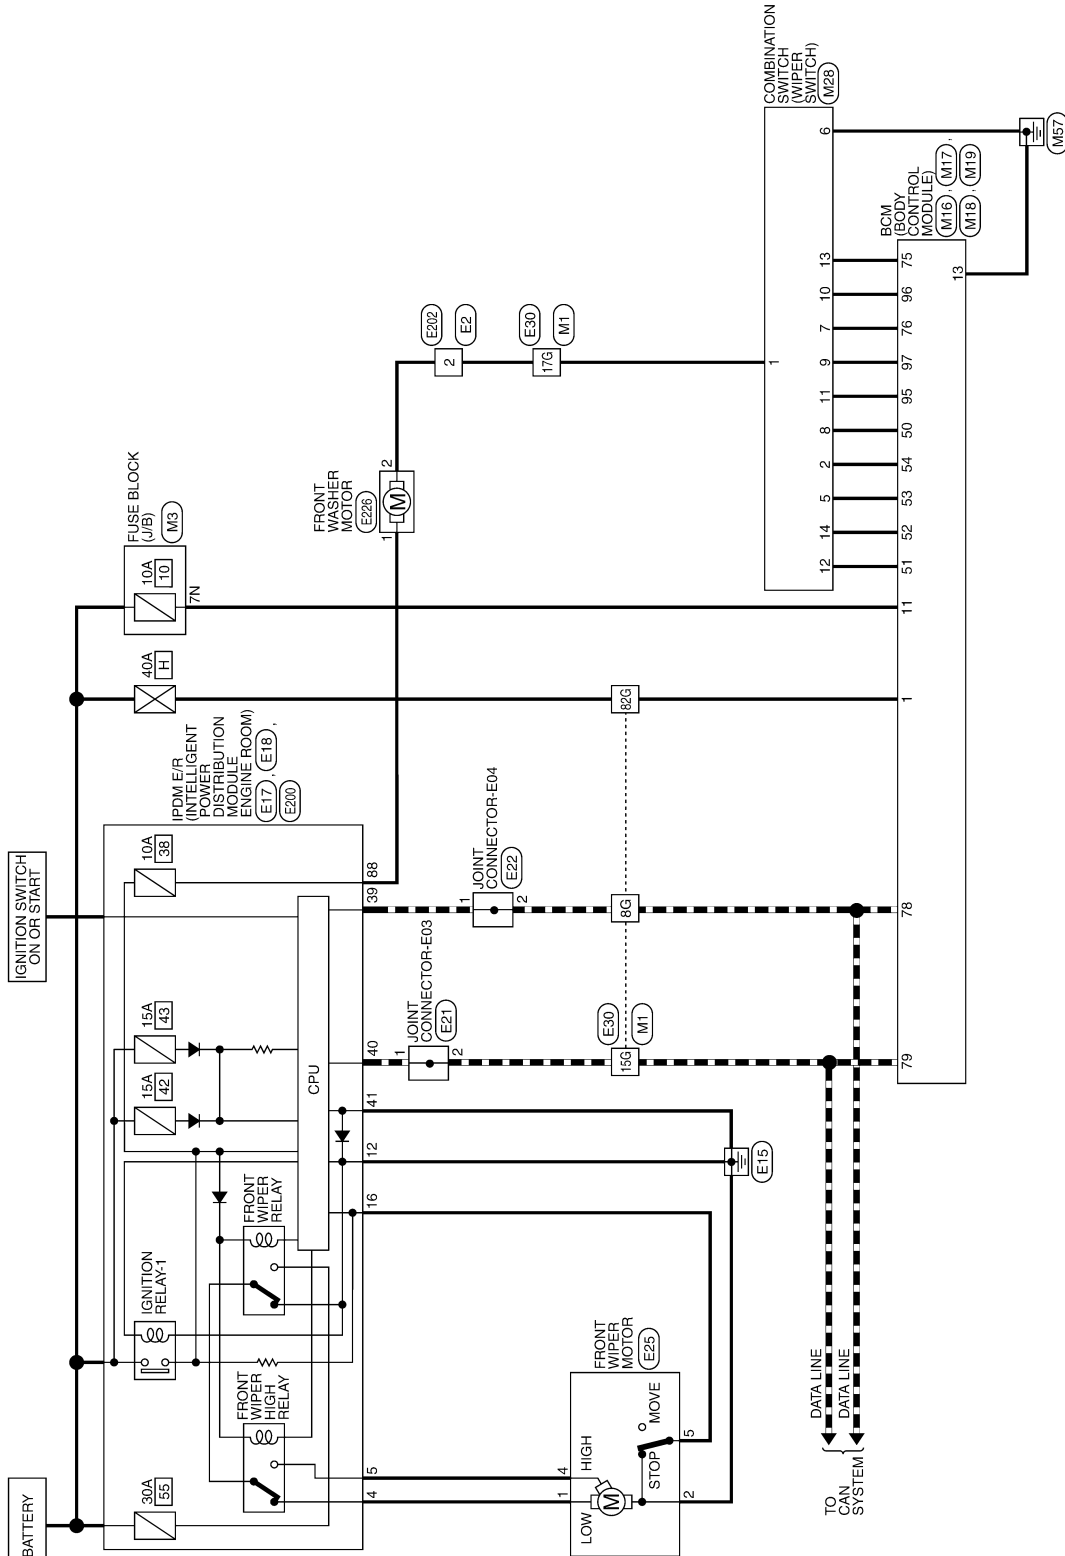 BATTERY
IGNITION SWITCH
ON OR START
30A
55
IGNITION
RELAY-1
15A
42
15A
43
10A
38
IPDM E/R
(INTELLIGENT
POWER
DISTRIBUTION
MODULE
ENGINE ROOM)
E17 , E18 ,
E200
40A
H
FUSE BLOCK
(J/B)
M3
10A
10
7N
FRONT
WIPER
HIGH
RELAY
FRONT
WIPER
RELAY
CPU
4
5
16
12
41
40
39
88
FRONT
WASHER
MOTOR
E226
1
M
2
E202
E2
2
E30
M1
17G
JOINT
CONNECTOR-E03
E21
1
2
JOINT
CONNECTOR-E04
E22
1
2
E30
M1
15G
8G
82G
FRONT
WIPER
MOTOR
E25
1
4
LOW
HIGH
M
STOP
MOVE
2
5
E15
COMBINATION
SWITCH
(WIPER
SWITCH)
M28
1
12
14
5
2
8
11
9
7
10
13
6
BCM
(BODY
CONTROL
MODULE)
M16 , M17 ,
M18 , M19
79
78
1
11
51
52
53
54
50
95
97
76
96
75
13
M57
DATA LINE
DATA LINE
TO
CAN
SYSTEM